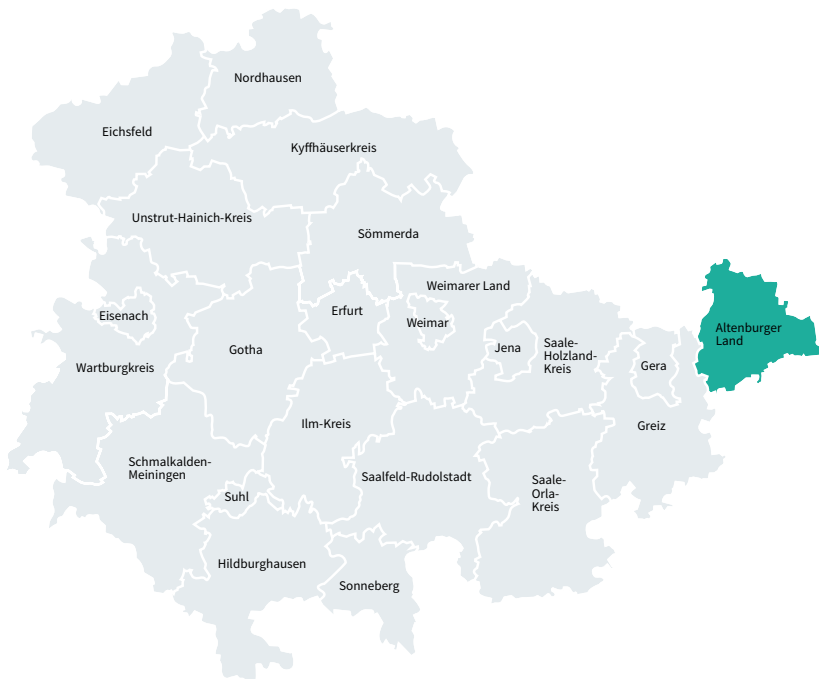 Nordhausen
Eichsfeld
Kyffhäuserkreis
Unstrut-Hainich-Kreis
Sömmerda
Weimarer Land
Eisenach
Erfurt
Weimar
Altenburger
Land
Gotha
Jena
Saale-
Holzland-
Kreis
Wartburgkreis
Gera
Ilm-Kreis
Greiz
Schmalkalden-
Meiningen
Saalfeld-Rudolstadt
Saale-
Orla-
Kreis
Suhl
Hildburghausen
Sonneberg